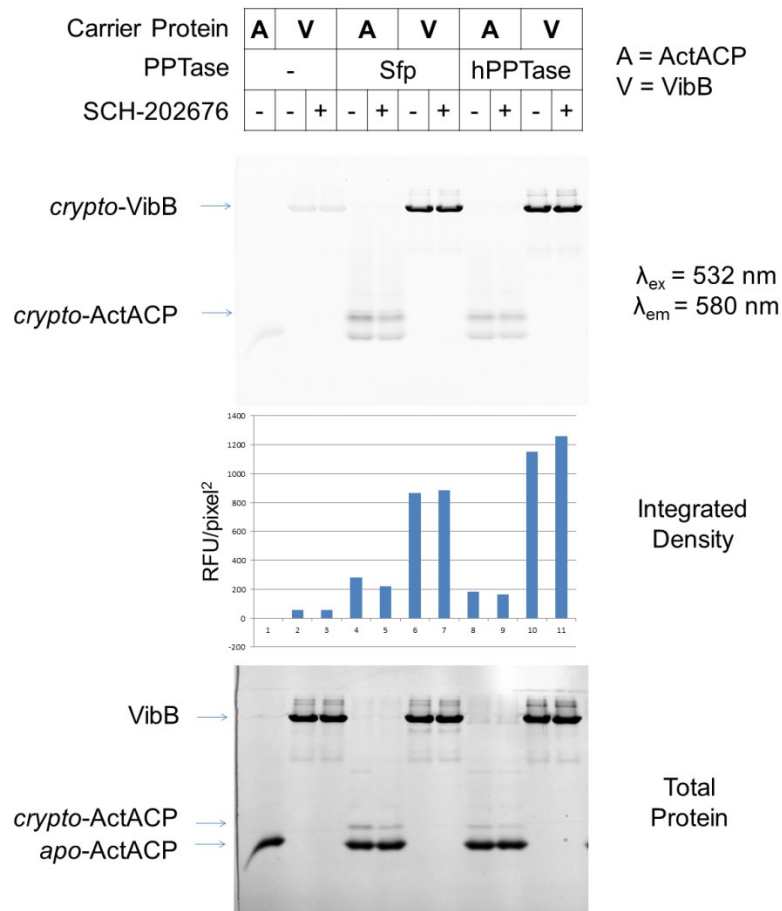 Carrier Protein A V A V A V
PPTase - Sfp hPPTase
SCH-202676 - - + - + - + - + - +
A = ActACP
V = VibB
crypto-VibB
crypto-ActACP
λex = 532 nm
λem = 580 nm
1400
1200
1000
800
600
400
200
0
-200
RFU/pixel²
1 2 3 4 5 6 7 8 9 10 11
Integrated
Density
VibB
crypto-ActACP
apo-ActACP
Total
Protein